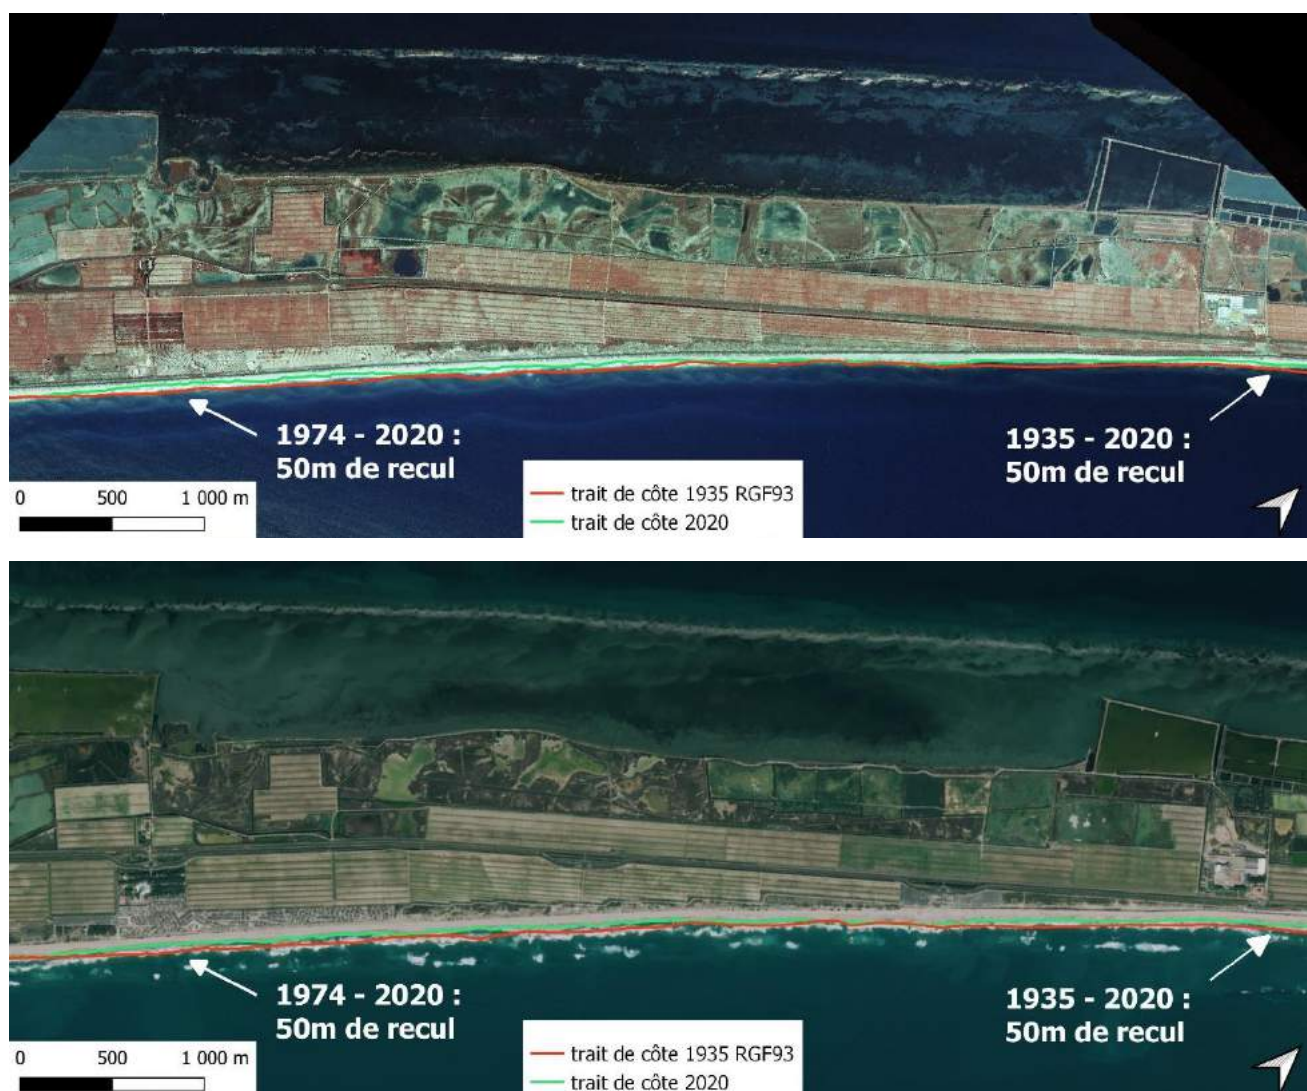 1974 - 2020 :
50m de recul
1935 - 2020 :
50m de recul
0 500 1 000 m
trait de côte 1935 RGF93
trait de côte 2020
1974 - 2020 :
50m de recul
1935 - 2020 :
50m de recul
0 500 1 000 m
trait de côte 1935 RGF93
trait de côte 2020